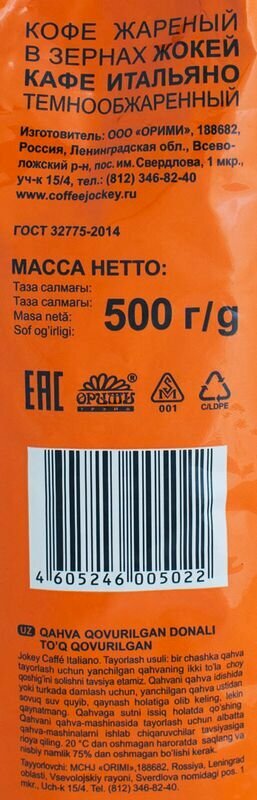 КОФЕ ЖАРЕНЫЙ
В ЗЕРНАХ ЖОКЕЙ
КАФЕ ИТАЛЬЯНО
ТЕМНООБЖАРЕННЫЙ
Изготовитель: ООО «ОРИМИ», 188682,
Россия, Ленинградская обл., Всево-
ложский р-н, пос. им. Свердлова, 1 мкр.,
уч-к 15/4, тел.: (812) 346-82-40
www.coffeejockey.com
ГОСТ 32775-2014
МАССА НЕТТО:
Таза салмағы:
Таза салмагы:
Masa netă:
Sof og'irligi:
500 г/g
EAC
ОРИМИ
ТРЭЙД
®
001
C/LDPE
4 605246 005022
UZ QAHVA QOVURILGAN DONALI
TO'Q QOVURILGAN
Jokey Caffé Italiano. Tayorlash usuli: bir chashka qahva
tayorlash uchun yanchilgan qahvaning ikki to'la choy
qoshig'ini solishni tavsiya etamiz. Qahvani qahva idishida
yoki turkada damlash uchun, yanchilgan qahva ustidan
sovuq suv quyib, qaynash holatiga olib keling, lekin
qaynatmang. Qahvaga sutni issiq holatda qo'shing.
Qahvani qahva-mashinasida tayorlash uchun albatta
qahva-mashinalarni ishlab chiqaruvchilar tavsiyasiga
rioya qiling. 20 °C dan oshmagan haroratda saqlang va
nisbiy namlik 75% dan oshmagan bo'lishi kerak.
Tayyorlovchi: MCHJ «ORIMI», 188682, Rossiya, Leningrad
oblasti, Vsevolojskiy rayoni, Sverdlova nomidagi pos. 1
mkr., Uch-k 15/4. Tel.: (812) 346-82-40